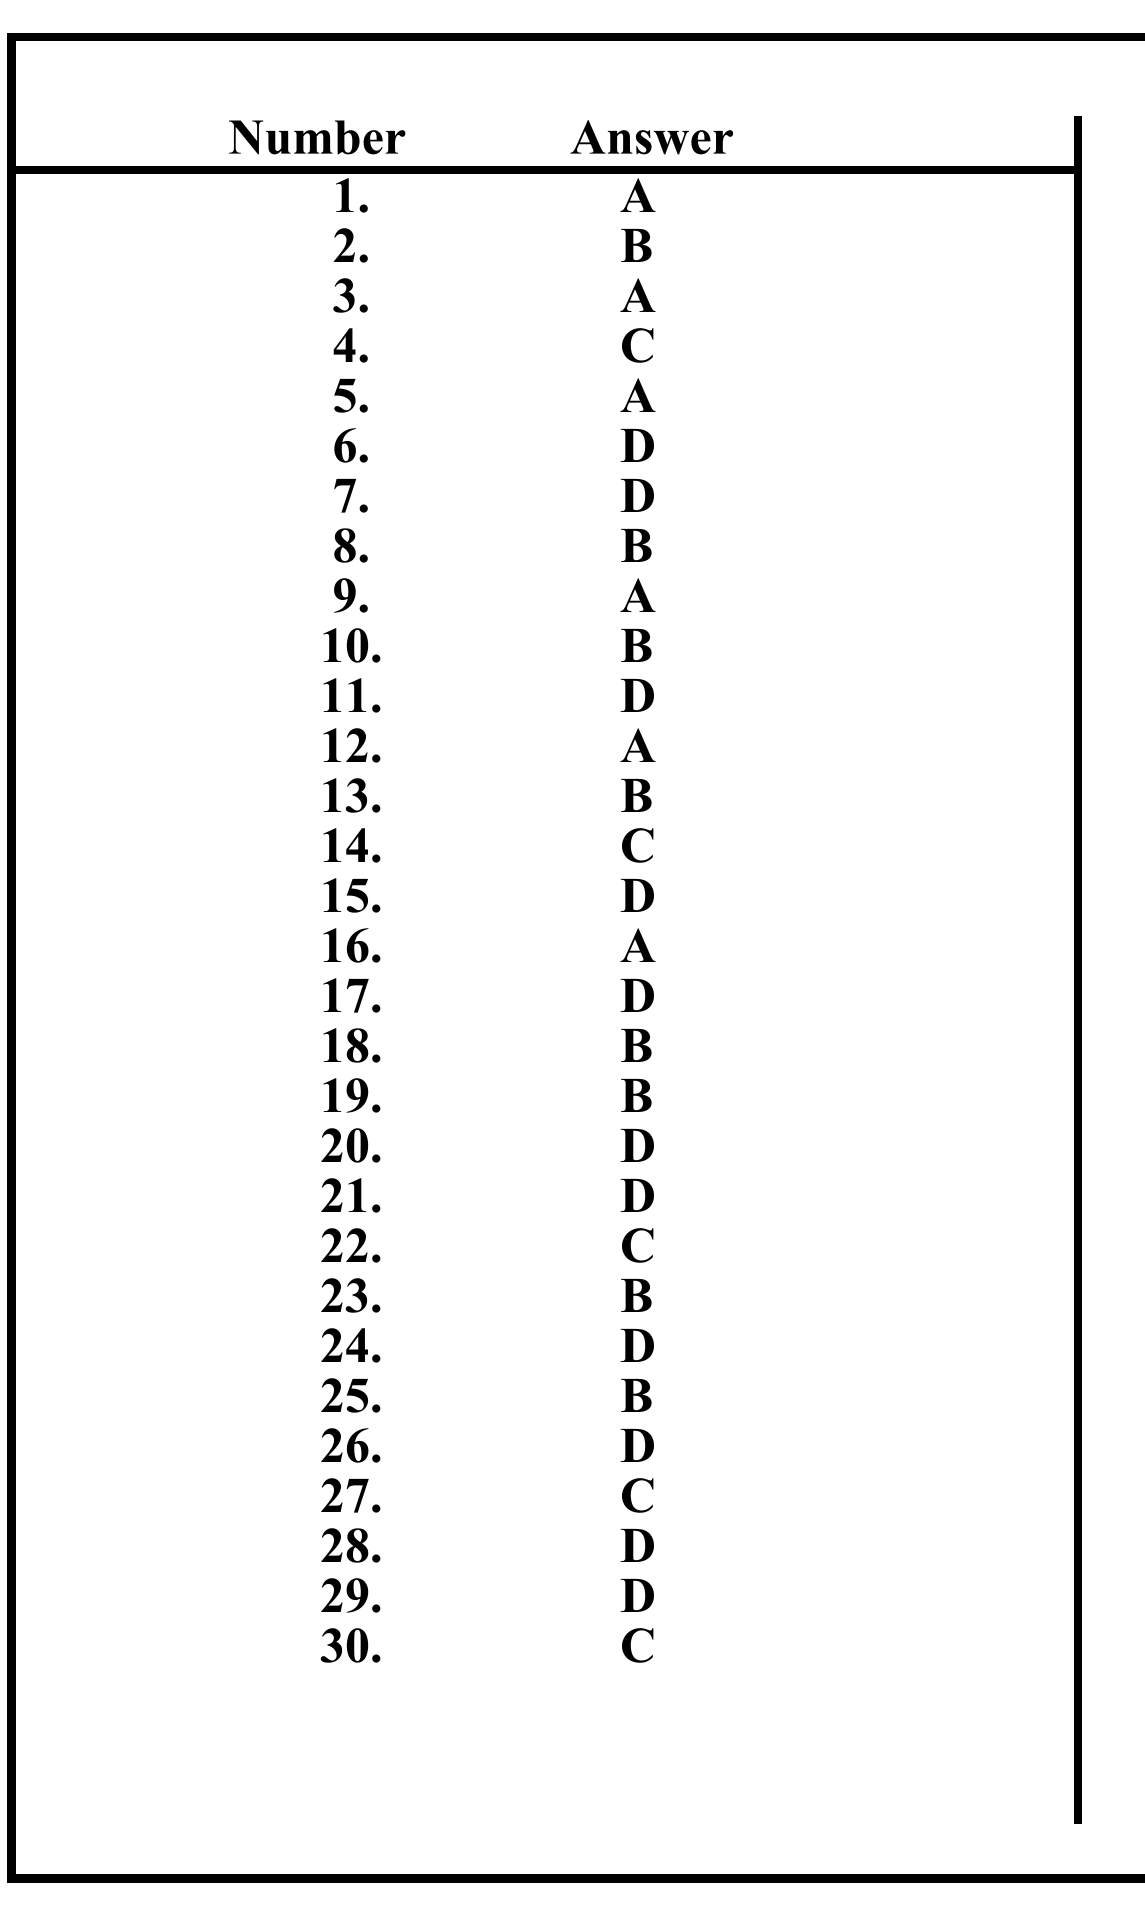 Number Answer
1. A
2. B
3. A
4. C
5. A
6. D
7. D
8. B
9. A
10. B
11. D
12. A
13. B
14. C
15. D
16. A
17. D
18. B
19. B
20. D
21. D
22. C
23. B
24. D
25. B
26. D
27. C
28. D
29. D
30. C